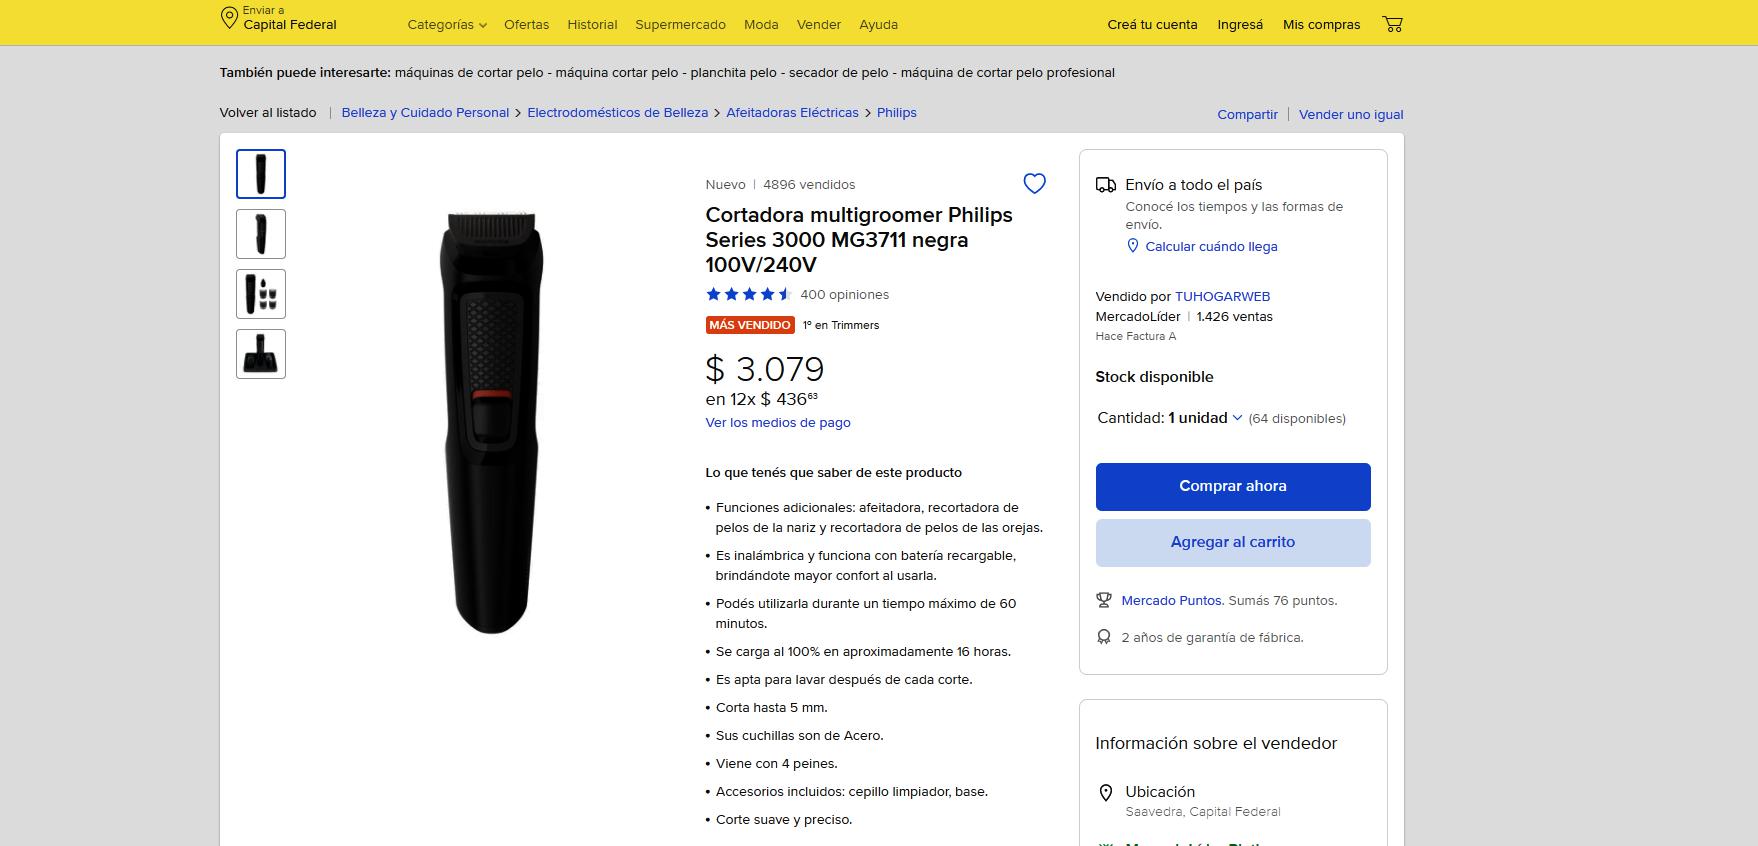 Enviar a
Capital Federal
Categorías
Ofertas
Historial
Supermercado
Moda
Vender
Ayuda
Creá tu cuenta
Ingresá
Mis compras
También puede interesarte: máquinas de cortar pelo - máquina cortar pelo - planchita pelo - secador de pelo - máquina de cortar pelo profesional
Volver al listado | Belleza y Cuidado Personal > Electrodomésticos de Belleza > Afeitadoras Eléctricas > Philips
Compartir | Vender uno igual
Nuevo | 4896 vendidos
Cortadora multigroomer Philips
Series 3000 MG3711 negra
100V/240V
400 opiniones
MÁS VENDIDO 1º en Trimmers
$ 3.079
en 12x $ 436⁶³
Ver los medios de pago
Lo que tenés que saber de este producto
• Funciones adicionales: afeitadora, recortadora de
pelos de la nariz y recortadora de pelos de las orejas.
• Es inalámbrica y funciona con batería recargable,
brindándote mayor confort al usarla.
• Podés utilizarla durante un tiempo máximo de 60
minutos.
• Se carga al 100% en aproximadamente 16 horas.
• Es apta para lavar después de cada corte.
• Corta hasta 5 mm.
• Sus cuchillas son de Acero.
• Viene con 4 peines.
• Accesorios incluidos: cepillo limpiador, base.
• Corte suave y preciso.
Envío a todo el país
Conocé los tiempos y las formas de
envío.
Calcular cuándo llega
Vendido por TUHOGARWEB
MercadoLíder | 1.426 ventas
Hace Factura A
Stock disponible
Cantidad: 1 unidad (64 disponibles)
Comprar ahora
Agregar al carrito
Mercado Puntos. Sumás 76 puntos.
2 años de garantía de fábrica.
Información sobre el vendedor
Ubicación
Saavedra, Capital Federal